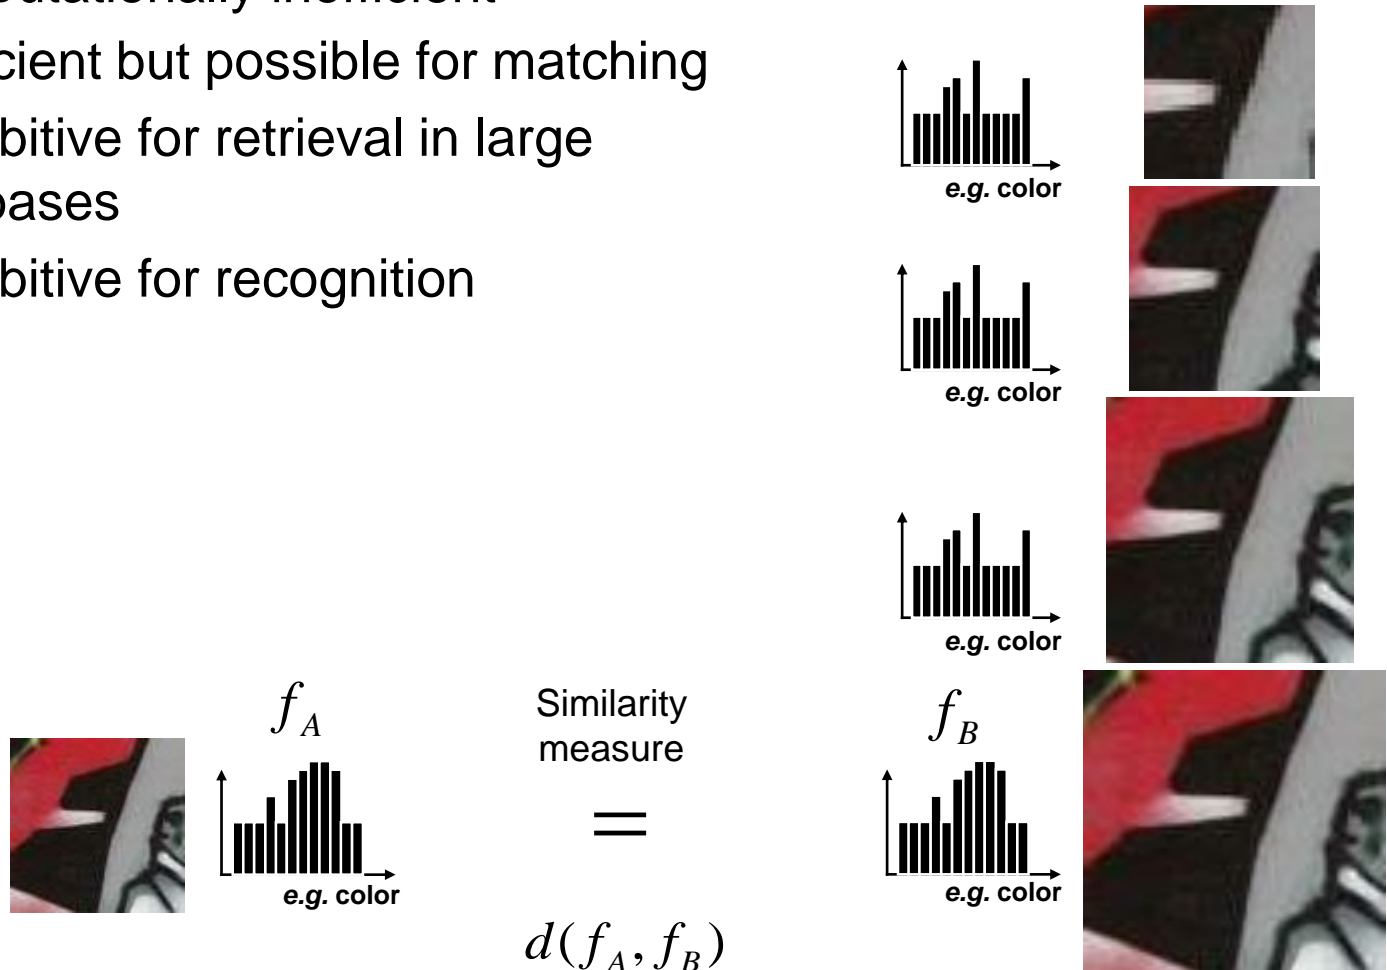 cient but possible for matching
bitive for retrieval in large
bases
bitive for recognition
e.g. color
e.g. color
e.g. color
f_A
Similarity
measure
f_B
=
e.g. color
e.g. color
d(f_A, f_B)